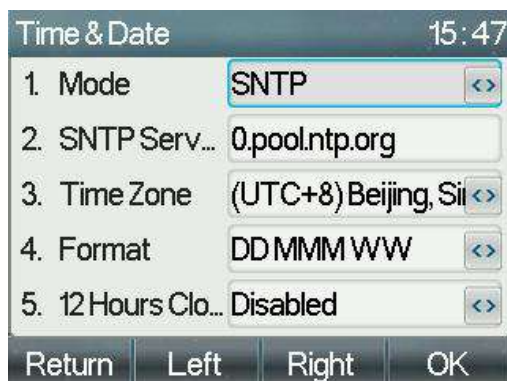 Time & Date 15:47
1. Mode SNTP
2. SNTP Serv... 0.pool.ntp.org
3. Time Zone (UTC+8) Beijing, Si
4. Format DD MMM WW
5. 12 Hours Clo... Disabled
Return Left Right OK